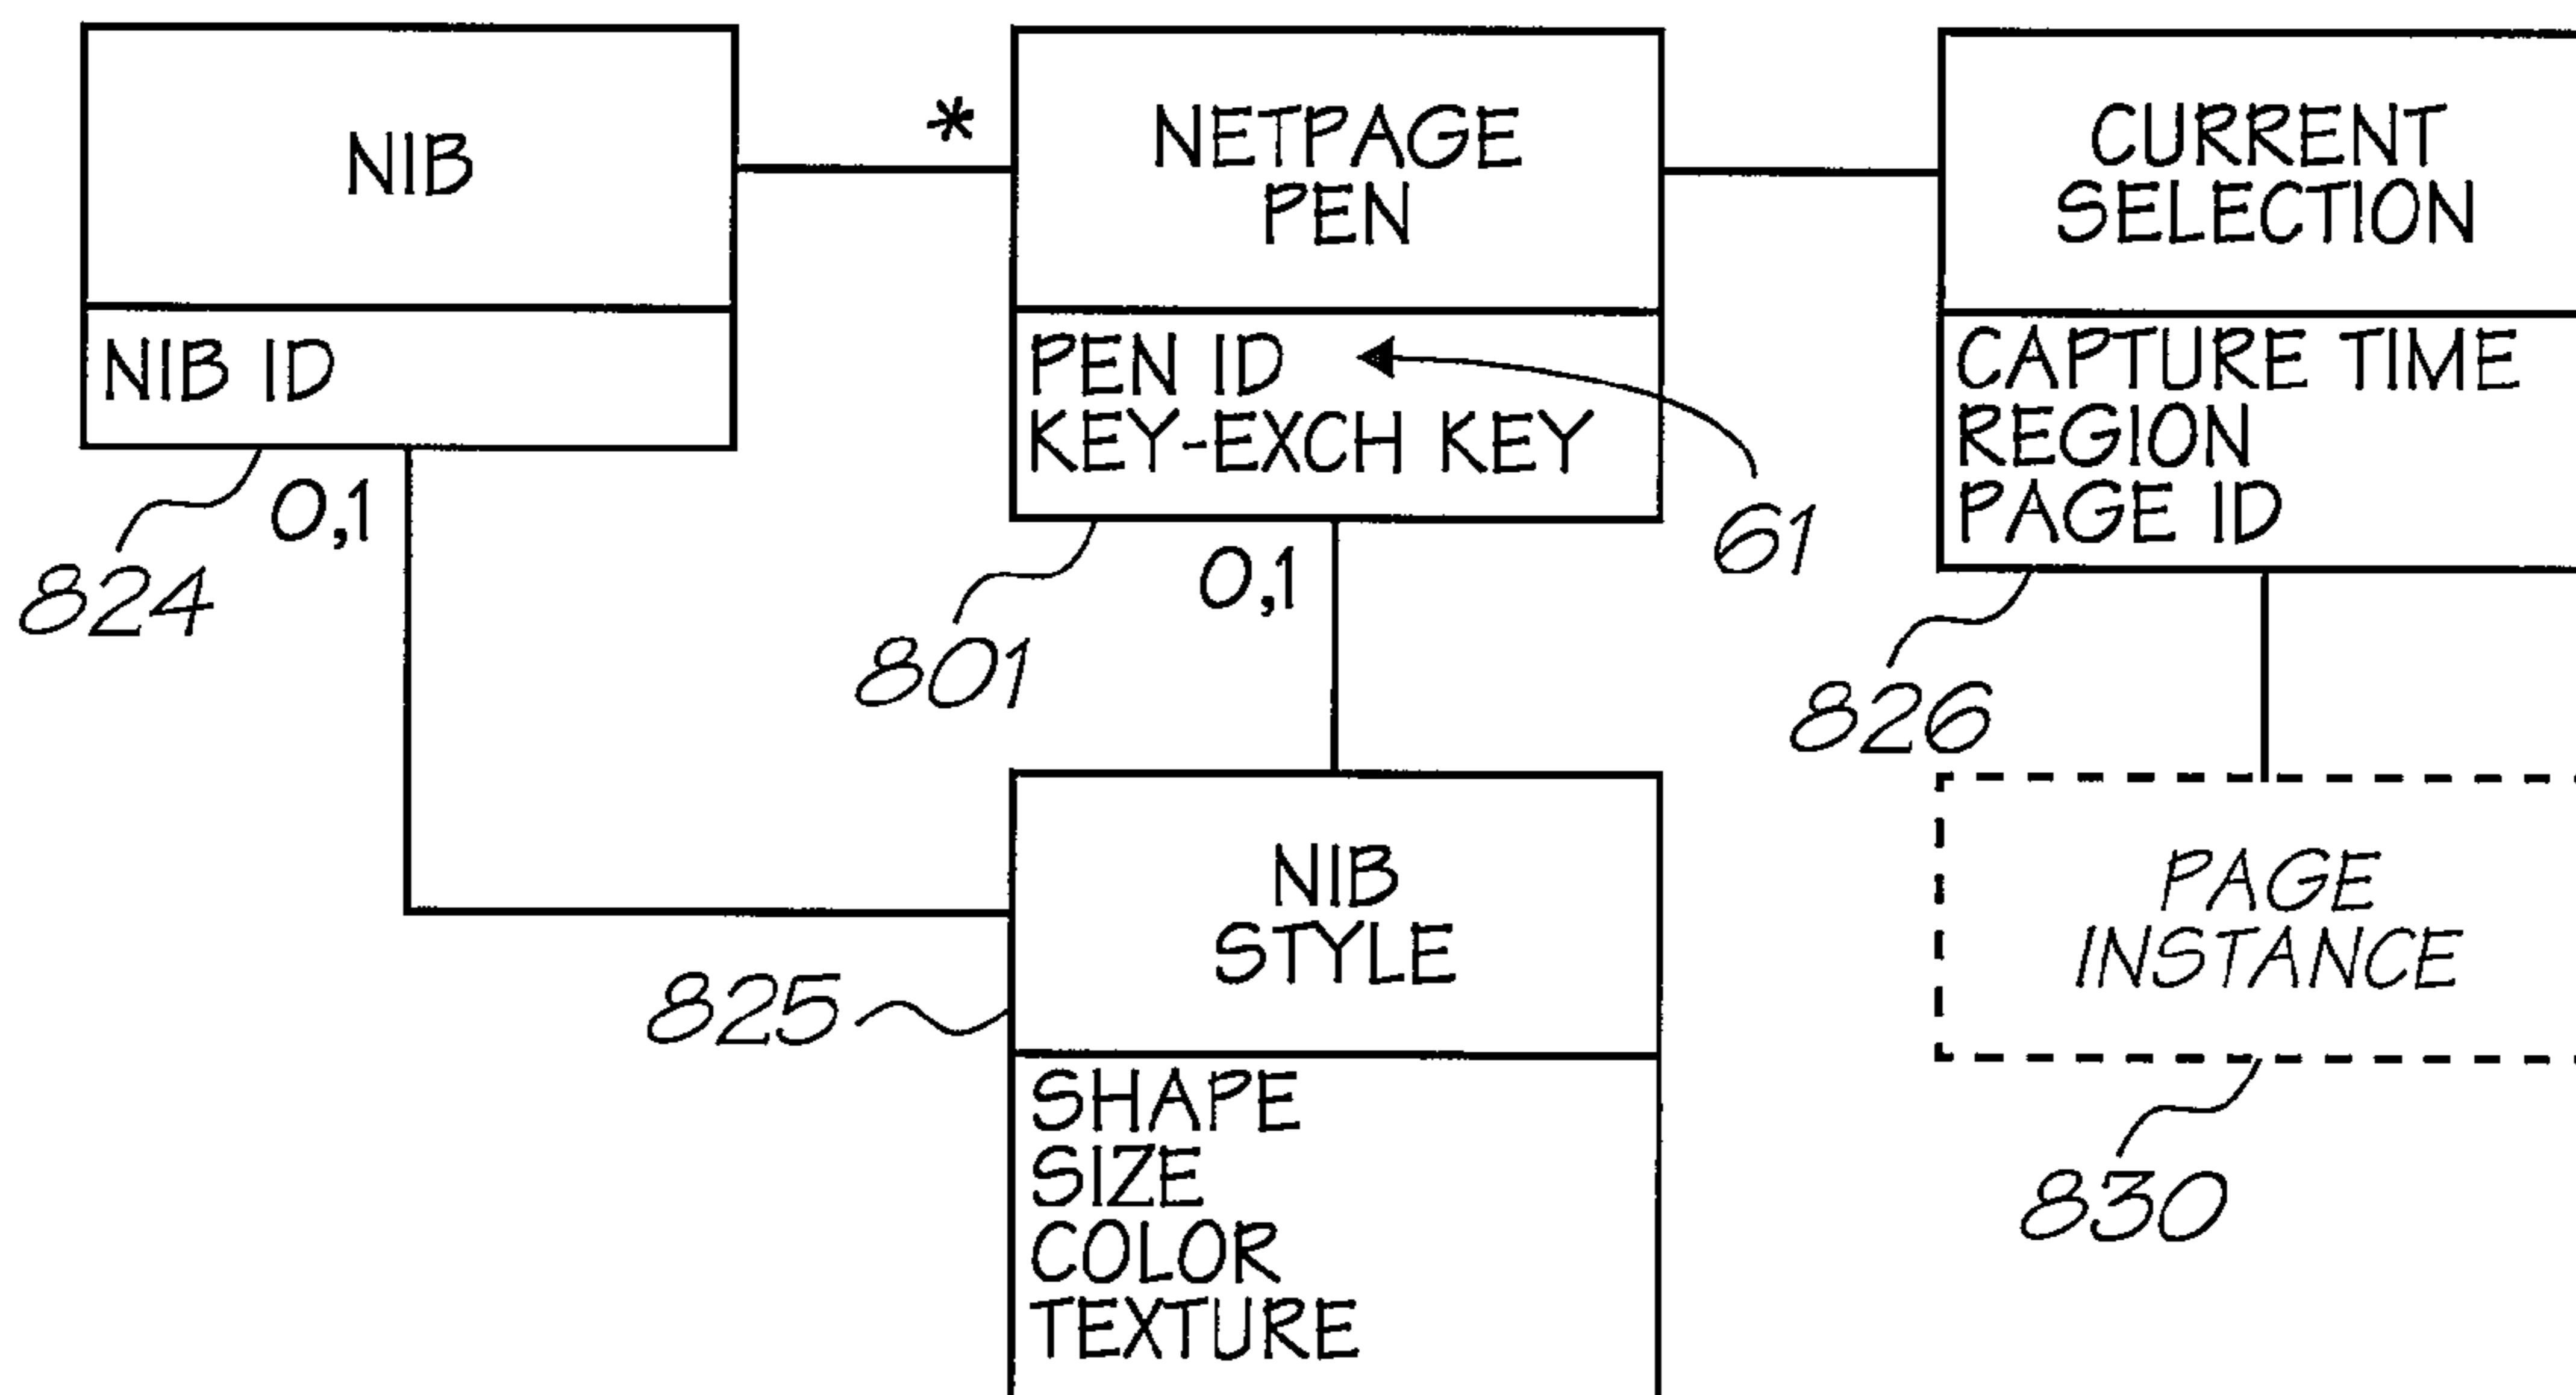 NIB
NIB ID
*
NETPAGE
PEN
PEN ID
KEY-EXCH KEY
CURRENT
SELECTION
CAPTURE TIME
REGION
PAGE ID
824
0,1
801
0,1
61
826
NIB
STYLE
825
SHAPE
SIZE
COLOR
TEXTURE
PAGE
INSTANCE
830